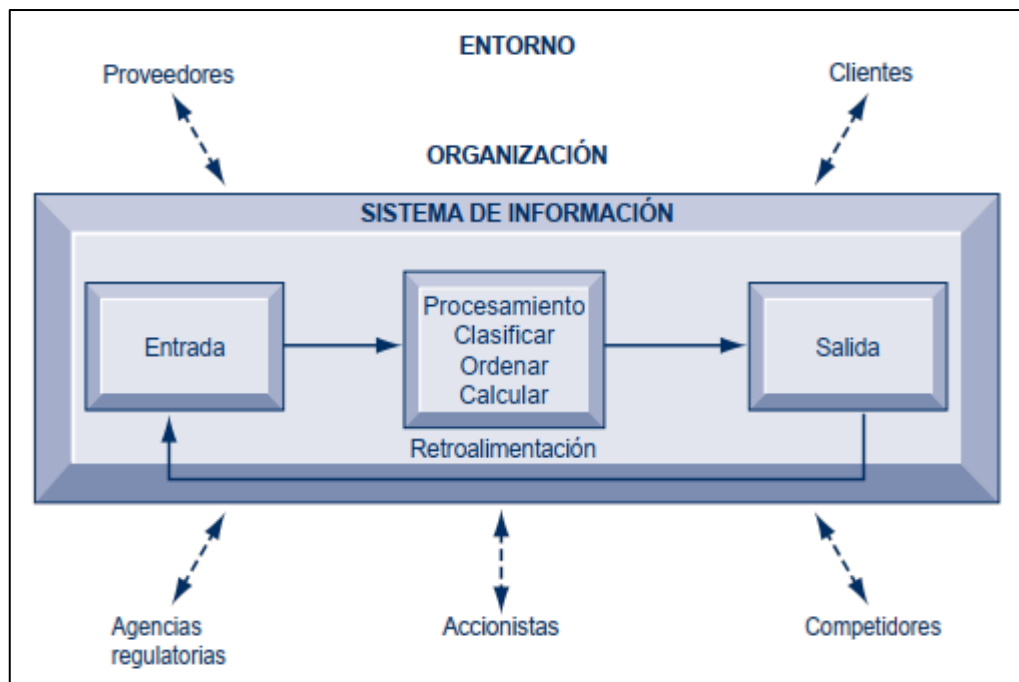 ENTORNO
Proveedores
Clientes
ORGANIZACIÓN
SISTEMA DE INFORMACIÓN
Entrada
Procesamiento
Clasificar
Ordenar
Calcular
Salida
Retroalimentación
Agencias
regulatorias
Accionistas
Competidores